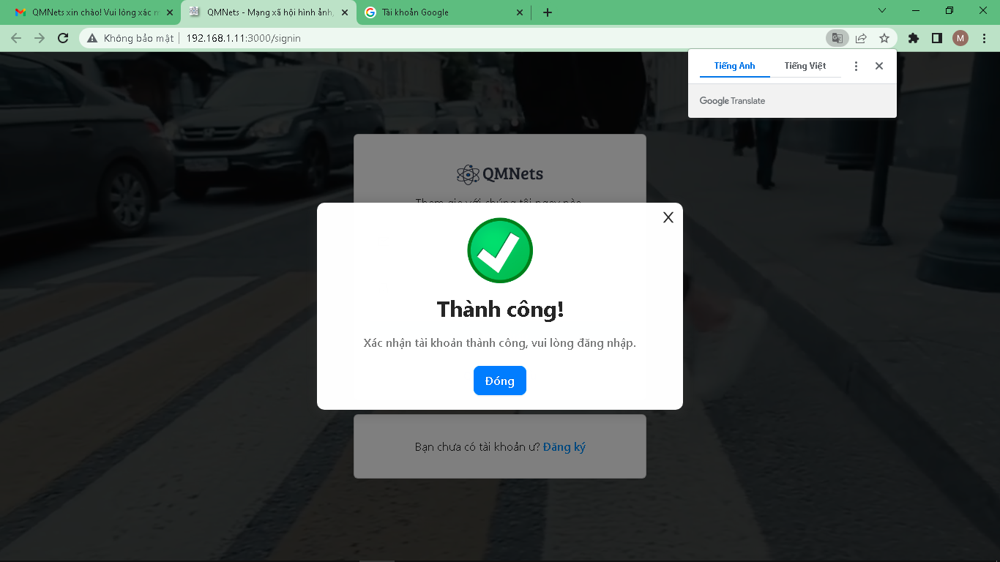 QMNets xin chào! Vui lòng xác m
QMNets - Mạng xã hội hình ảnh,
Tài khoản Google
Không bảo mật
192.168.1.11:3000/signin
M
Tiếng Anh
Tiếng Việt
Google Translate
QMNets
Tham gia với chúng tôi ngay nào
Thành công!
Xác nhận tài khoản thành công, vui lòng đăng nhập.
Đóng
Bạn chưa có tài khoản ư? Đăng ký